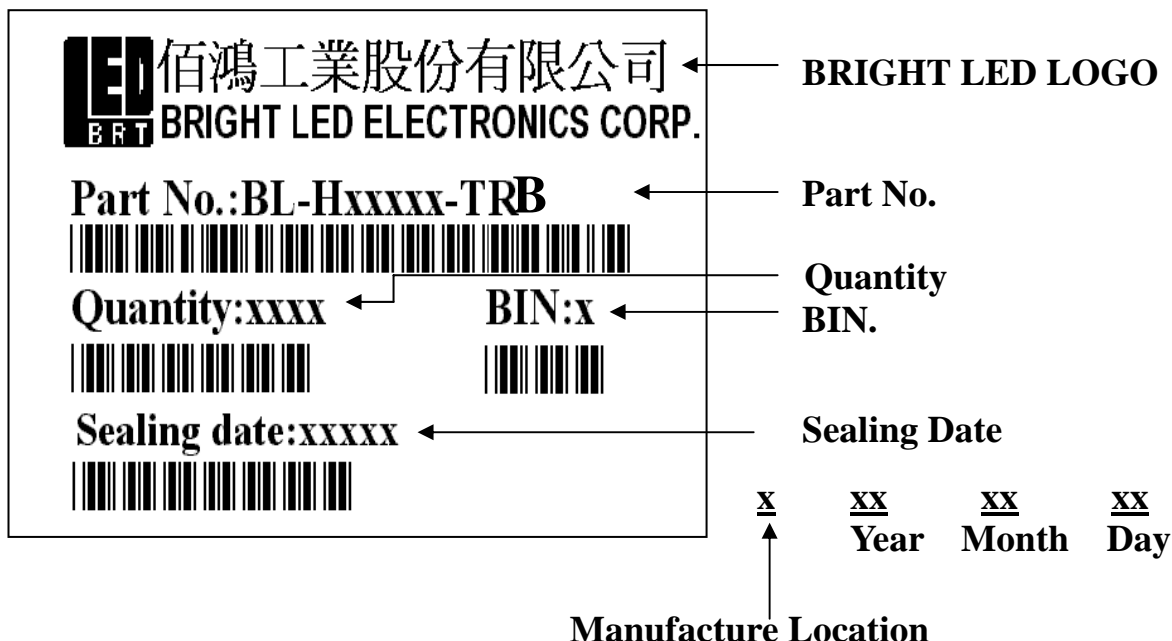 LED 佰鴻工業股份有限公司 BRIGHT LED LOGO
BRT BRIGHT LED ELECTRONICS CORP.
Part No.:BL-Hxxxxx-TRB Part No.
Quantity
Quantity:xxxx BIN:x BIN.
Sealing date:xxxxx Sealing Date
x xx xx xx
Year Month Day
Manufacture Location